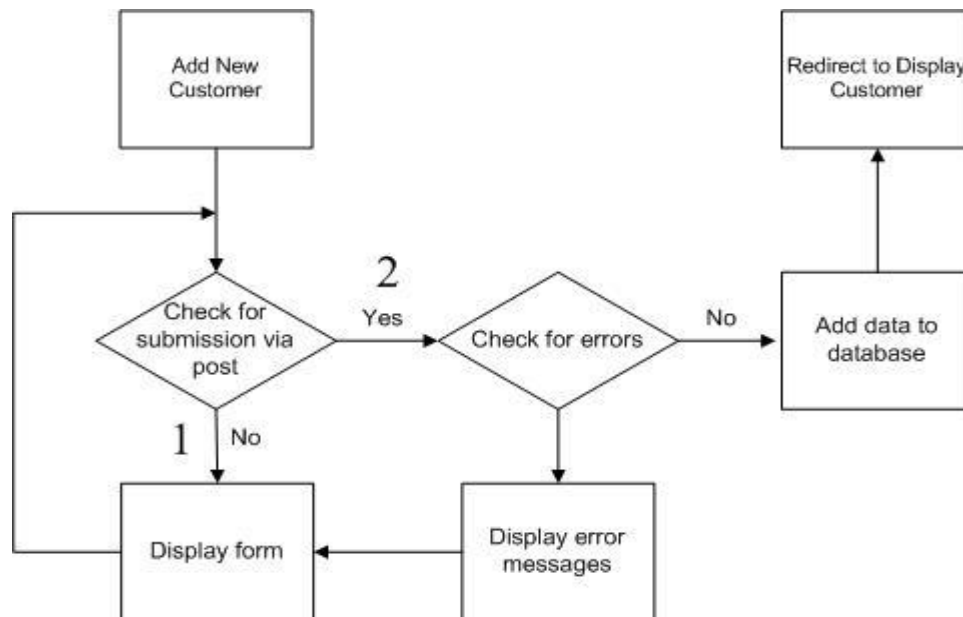 Add New
Customer
Redirect to Display
Customer
Check for
submission via
post
2
Yes
Check for errors
No
Add data to
database
1
No
Display form
Display error
messages